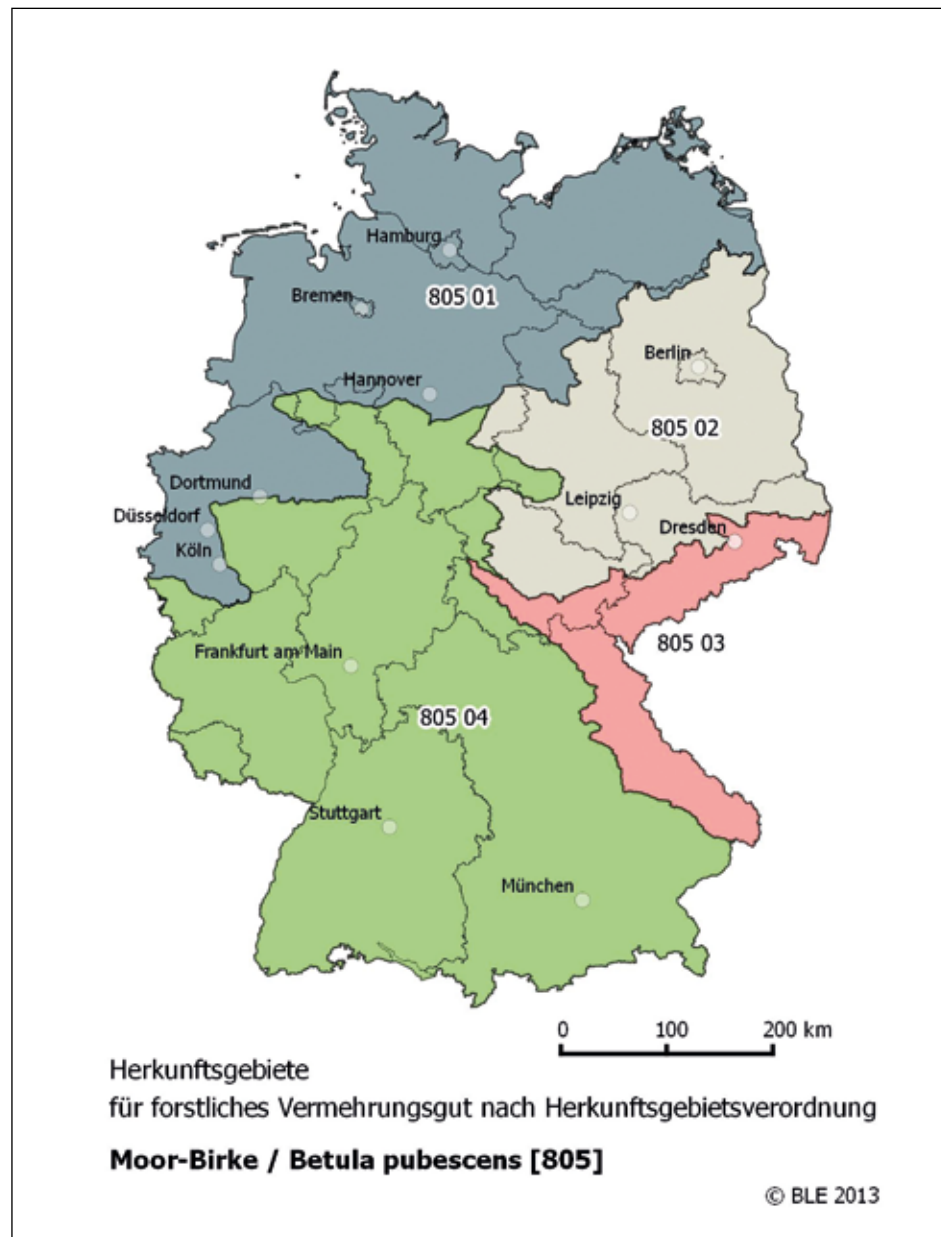 Hamburg
Bremen
805 01
Berlin
Hannover
805 02
Dortmund
Leipzig
Düsseldorf
Dresden
Köln
805 03
Frankfurt am Main
805 04
Stuttgart
München
0 100 200 km
Herkunftsgebiete
für forstliches Vermehrungsgut nach Herkunftsgebietsverordnung
Moor-Birke / Betula pubescens [805]
© BLE 2013